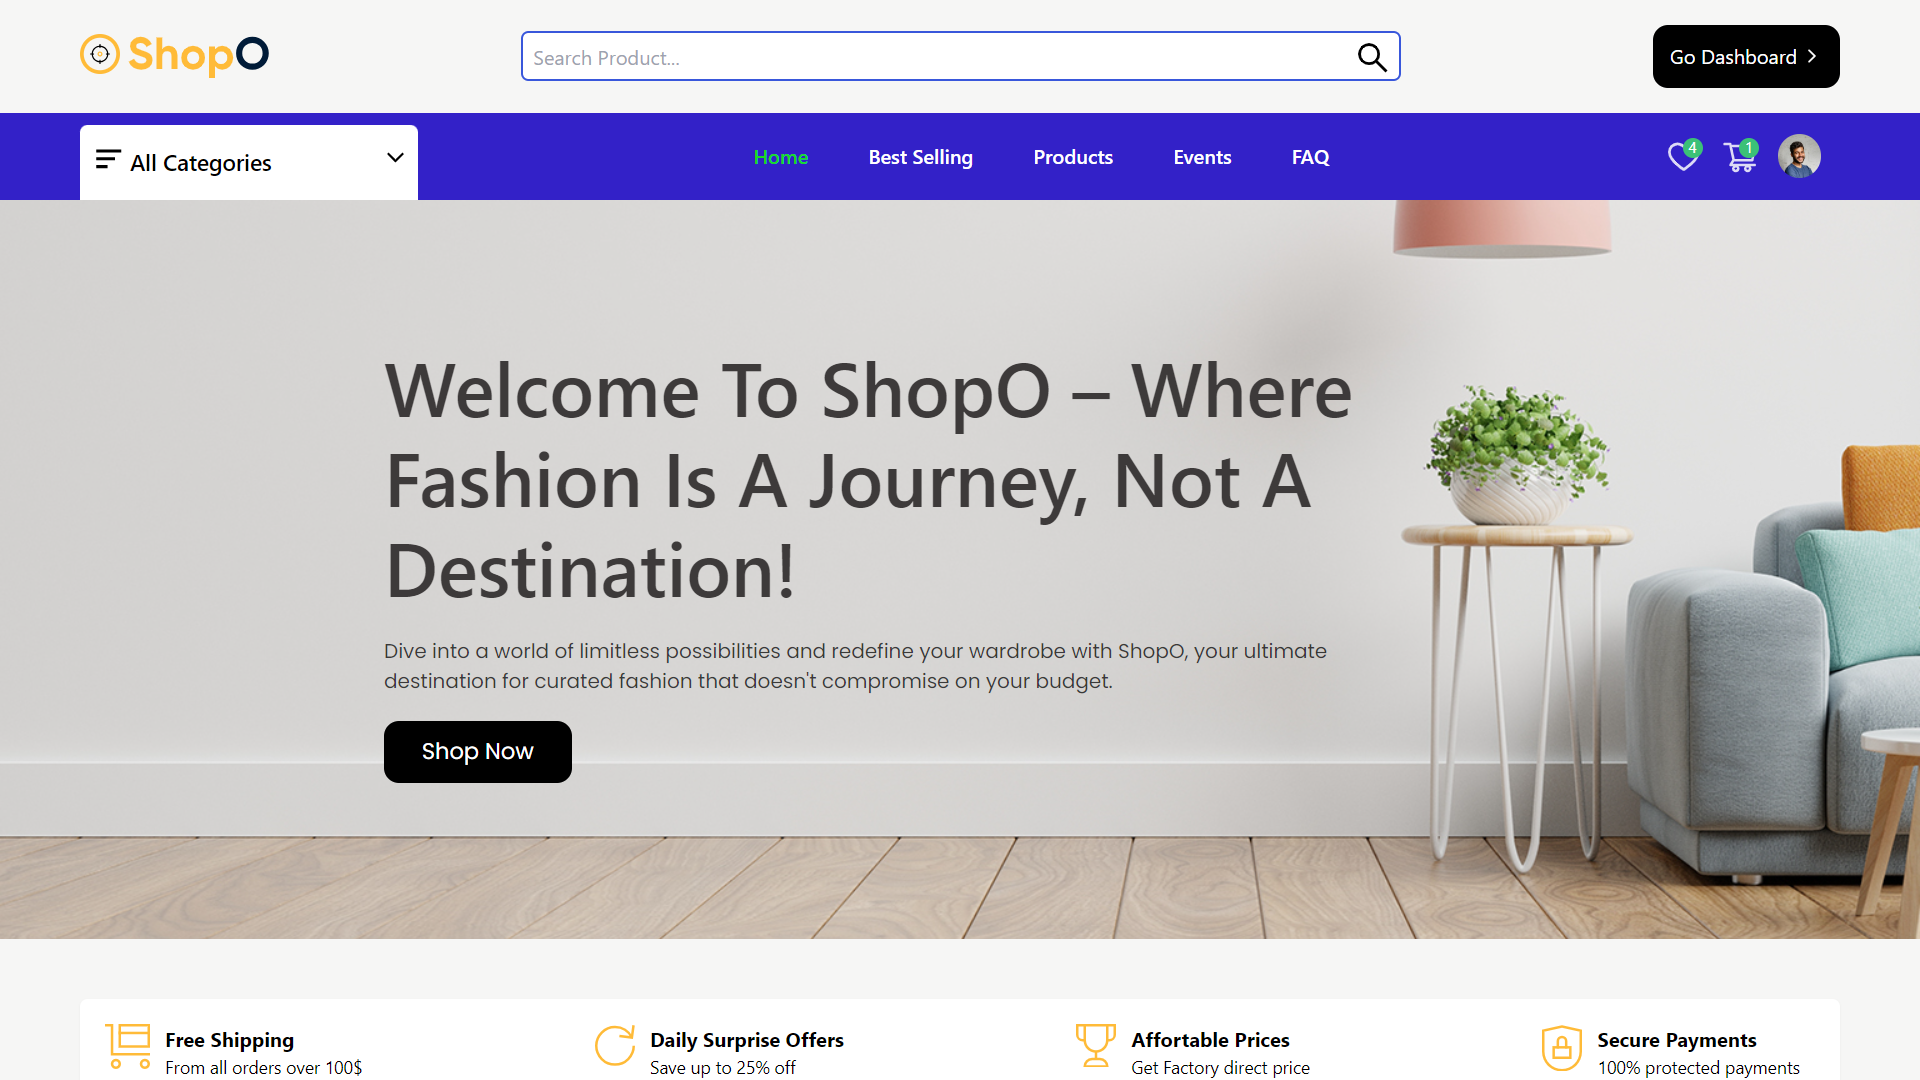 ShopO
Search Product...
Go Dashboard
All Categories
Home
Best Selling
Products
Events
FAQ
4
1
Welcome To ShopO – Where
Fashion Is A Journey, Not A
Destination!
Dive into a world of limitless possibilities and redefine your wardrobe with ShopO, your ultimate
destination for curated fashion that doesn't compromise on your budget.
Shop Now
Free Shipping
From all orders over 100$
Daily Surprise Offers
Save up to 25% off
Affortable Prices
Get Factory direct price
Secure Payments
100% protected payments